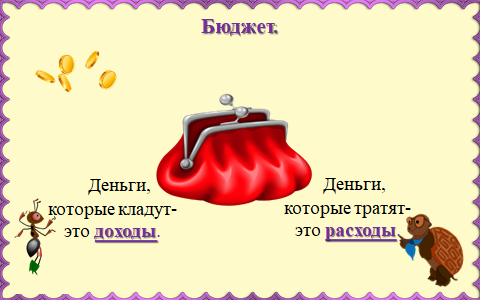 Бюджет.
Деньги,
которые кладут-
это доходы.
Деньги,
которые тратят-
это расходы